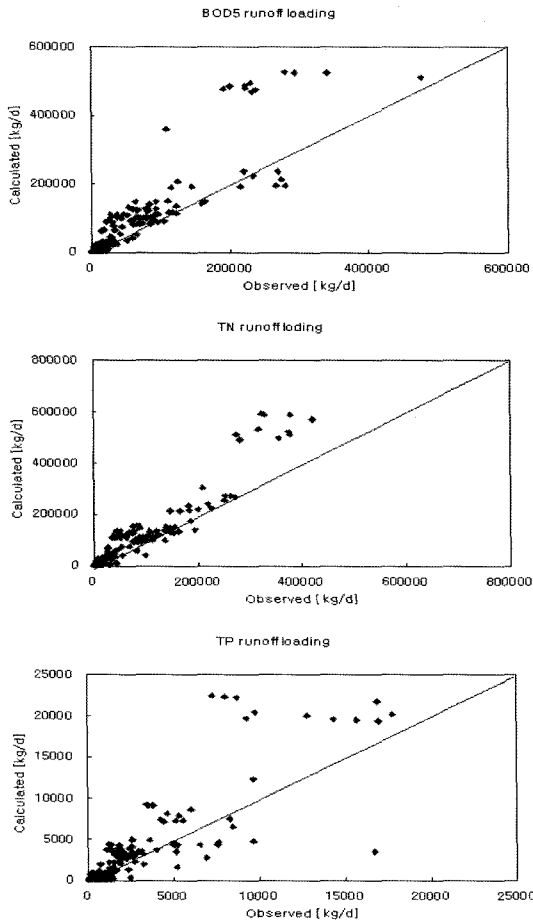 BOD5 runoff loading
600000
400000
200000
0
Calculated [kg/d]
0 200000 400000 600000
Observed [kg/d]
TN runoff loding
800000
600000
400000
200000
0
Calculated [kg/d]
0 200000 400000 600000 800000
Observed [kg/d]
TP runoff loading
25000
20000
15000
10000
5000
0
Calculated [kg/d]
0 5000 10000 15000 20000 25000
Observed [kg/d]